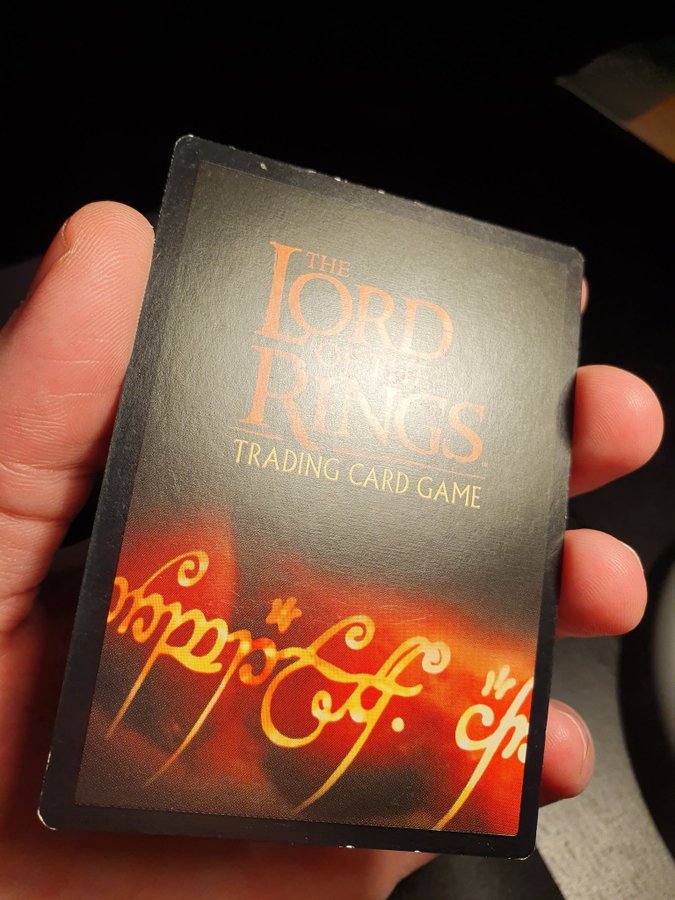 THE
LORD
OF THE
RINGS
TRADING CARD GAME